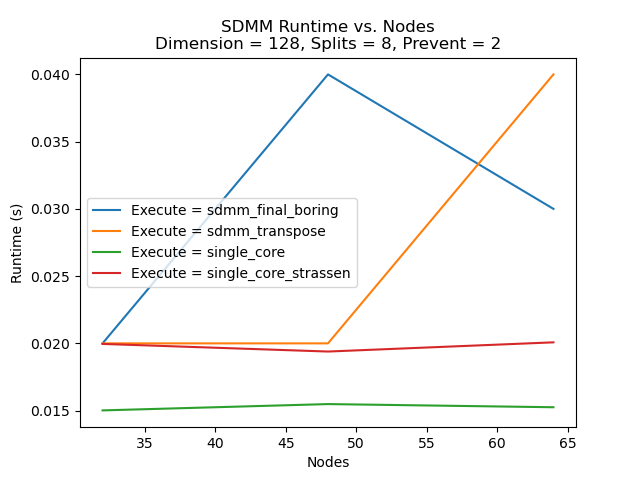 SDMM Runtime vs. Nodes
Dimension = 128, Splits = 8, Prevent = 2
0.040
0.035
0.030
0.025
0.020
0.015
Runtime (s)
Execute = sdmm_final_boring
Execute = sdmm_transpose
Execute = single_core
Execute = single_core_strassen
35 40 45 50 55 60 65
Nodes